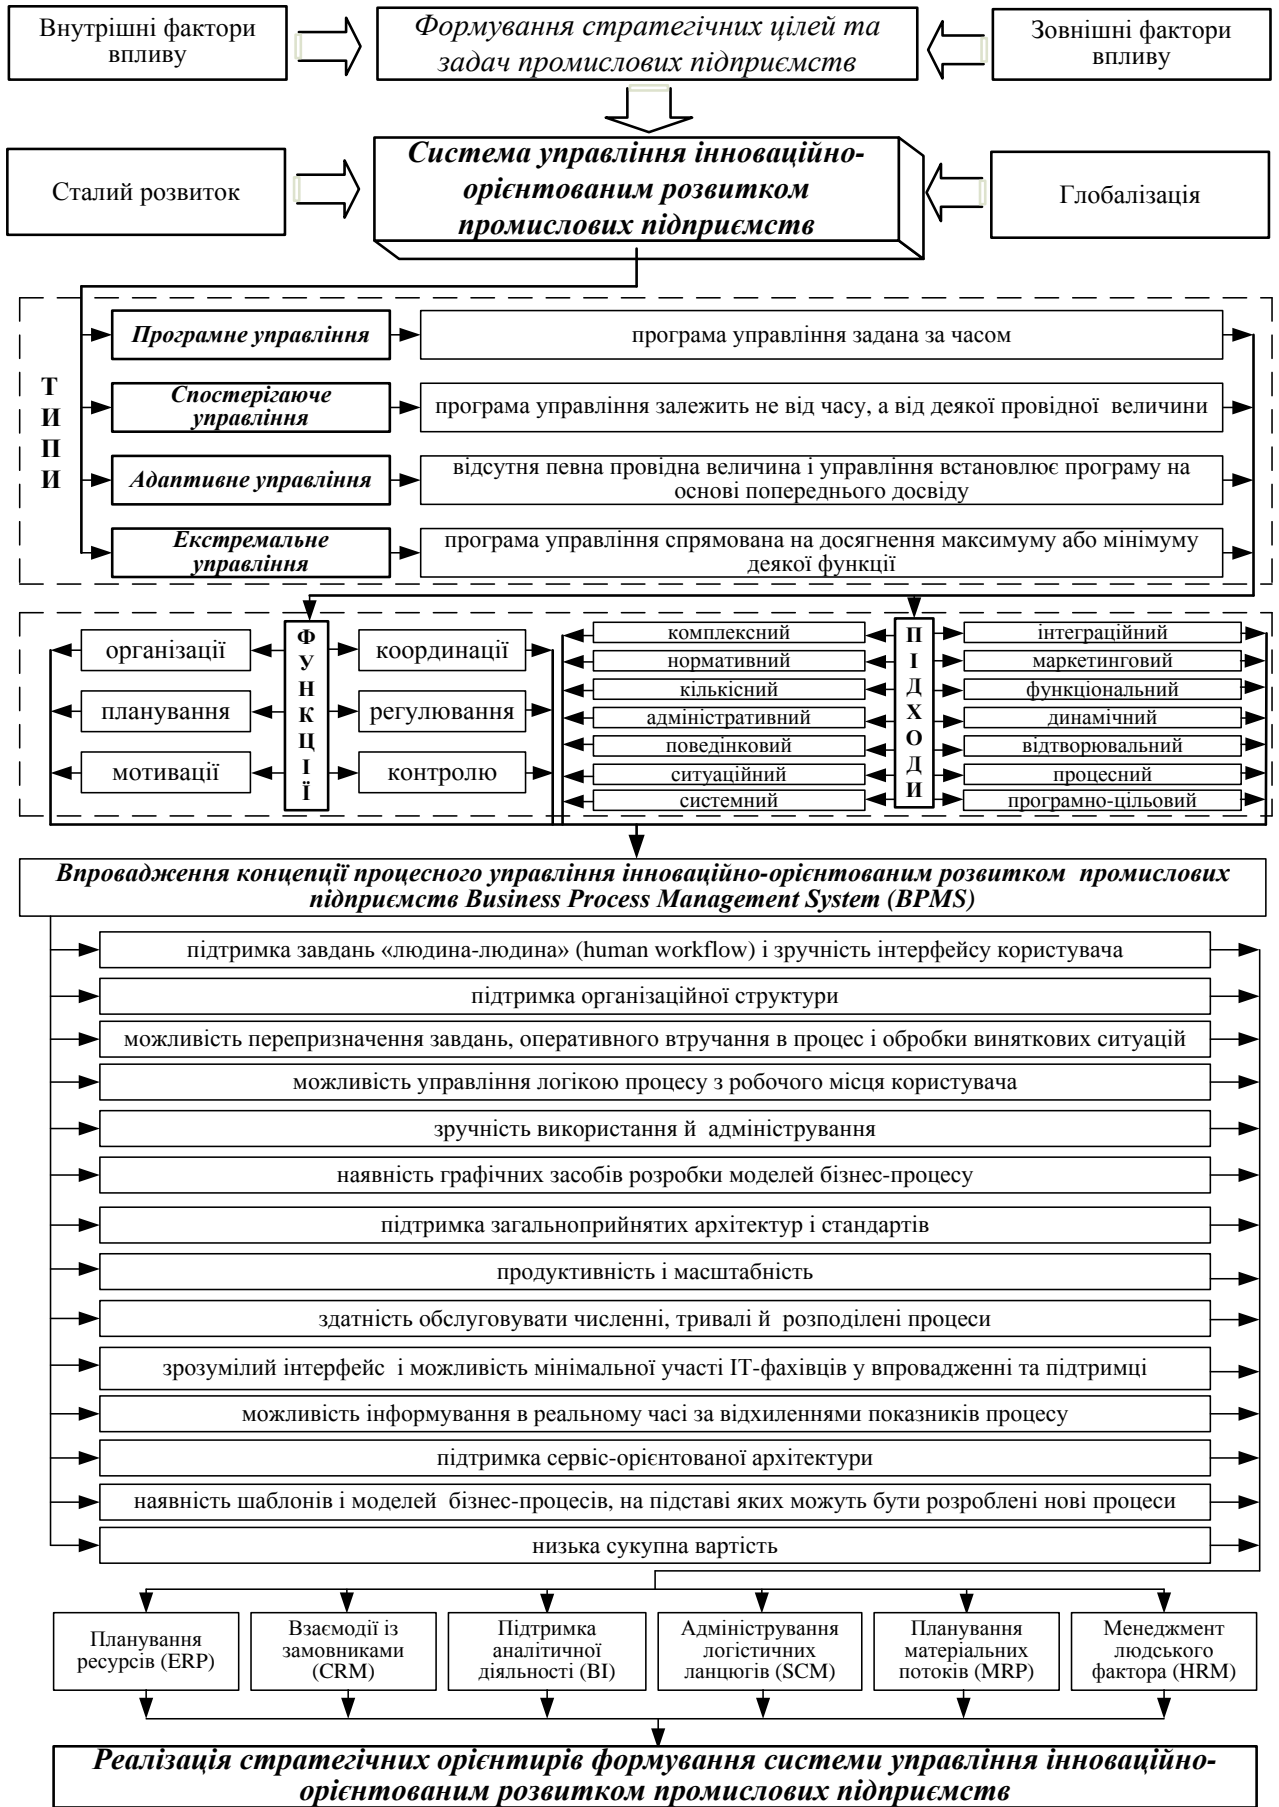 Внутрішні фактори
впливу
Формування стратегічних цілей та
задач промислових підприємств
Зовнішні фактори
впливу
Сталий розвиток
Система управління інноваційно-
орієнтованим розвитком
промислових підприємств
Глобалізація
ТИПИ
Програмне управління
програма управління задана за часом
Спостерігаюче
управління
програма управління залежить не від часу, а від деякої провідної величини
Адаптивне управління
відсутня певна провідна величина і управління встановлює програму на
основі попереднього досвіду
Екстремальне
управління
програма управління спрямована на досягнення максимуму або мінімуму
деякої функції
ФУНКЦІЇ
організації
координації
планування
регулювання
мотивації
контролю
ПІДХОДИ
комплексний
інтеграційний
нормативний
маркетинговий
кількісний
функціональний
адміністративний
динамічний
поведінковий
відтворювальний
ситуаційний
процесний
системний
програмно-цільовий
Впровадження концепції процесного управління інноваційно-орієнтованим розвитком промислових
підприємств Business Process Management System (BPMS)
підтримка завдань «людина-людина» (human workflow) і зручність інтерфейсу користувача
підтримка організаційної структури
можливість перепризначення завдань, оперативного втручання в процес і обробки виняткових ситуацій
можливість управління логікою процесу з робочого місця користувача
зручність використання й адміністрування
наявність графічних засобів розробки моделей бізнес-процесу
підтримка загальноприйнятих архітектур і стандартів
продуктивність і масштабність
здатність обслуговувати численні, тривалі й розподілені процеси
зрозумілий інтерфейс і можливість мінімальної участі ІТ-фахівців у впровадженні та підтримці
можливість інформування в реальному часі за відхиленнями показників процесу
підтримка сервіс-орієнтованої архітектури
наявність шаблонів і моделей бізнес-процесів, на підставі яких можуть бути розроблені нові процеси
низька сукупна вартість
Планування
ресурсів (ERP)
Взаємодії із
замовниками
(CRM)
Підтримка
аналітичної
діяльності (BI)
Адміністрування
логістичних
ланцюгів (SCM)
Планування
матеріальних
потоків (MRP)
Менеджмент
людського
фактора (HRM)
Реалізація стратегічних орієнтирів формування системи управління інноваційно-
орієнтованим розвитком промислових підприємств